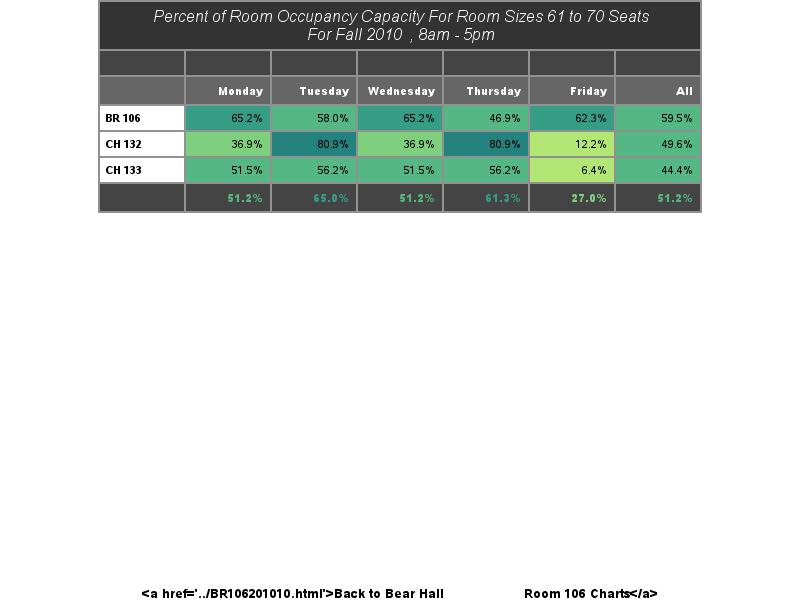 Percent of Room Occupancy Capacity For Room Sizes 61 to 70 Seats
For Fall 2010 , 8am - 5pm
Monday Tuesday Wednesday Thursday Friday All
BR 106 65.2% 58.0% 65.2% 46.9% 62.3% 59.5%
CH 132 36.9% 80.9% 36.9% 80.9% 12.2% 49.6%
CH 133 51.5% 56.2% 51.5% 56.2% 6.4% 44.4%
51.2% 65.0% 51.2% 61.3% 27.0% 51.2%
<a href='../BR106201010.html'>Back to Bear Hall Room 106 Charts</a>